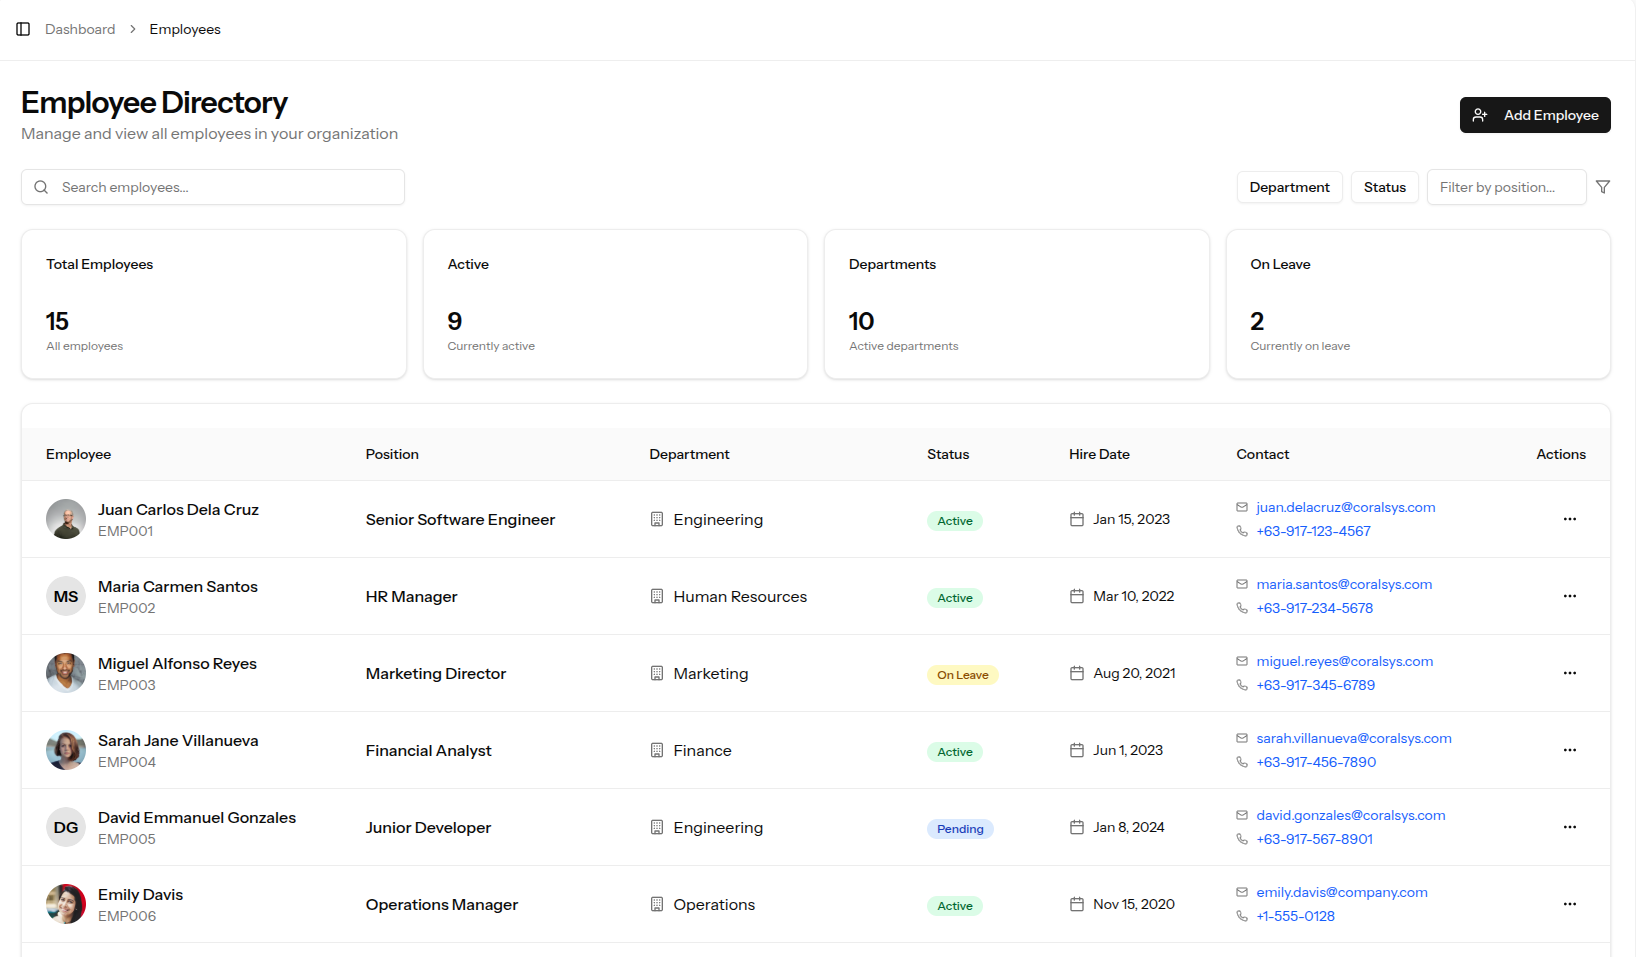 Dashboard > Employees
Employee Directory
Manage and view all employees in your organization
Add Employee
Search employees...
Department
Status
Filter by position...
Total Employees
15
All employees
Active
9
Currently active
Departments
10
Active departments
On Leave
2
Currently on leave
Employee Position Department Status Hire Date Contact Actions
Juan Carlos Dela Cruz
EMP001
Senior Software Engineer
Engineering
Active
Jan 15, 2023
juan.delacruz@coralsys.com
+63-917-123-4567
MS
Maria Carmen Santos
EMP002
HR Manager
Human Resources
Active
Mar 10, 2022
maria.santos@coralsys.com
+63-917-234-5678
Miguel Alfonso Reyes
EMP003
Marketing Director
Marketing
On Leave
Aug 20, 2021
miguel.reyes@coralsys.com
+63-917-345-6789
Sarah Jane Villanueva
EMP004
Financial Analyst
Finance
Active
Jun 1, 2023
sarah.villanueva@coralsys.com
+63-917-456-7890
DG
David Emmanuel Gonzales
EMP005
Junior Developer
Engineering
Pending
Jan 8, 2024
david.gonzales@coralsys.com
+63-917-567-8901
Emily Davis
EMP006
Operations Manager
Operations
Active
Nov 15, 2020
emily.davis@company.com
+1-555-0128